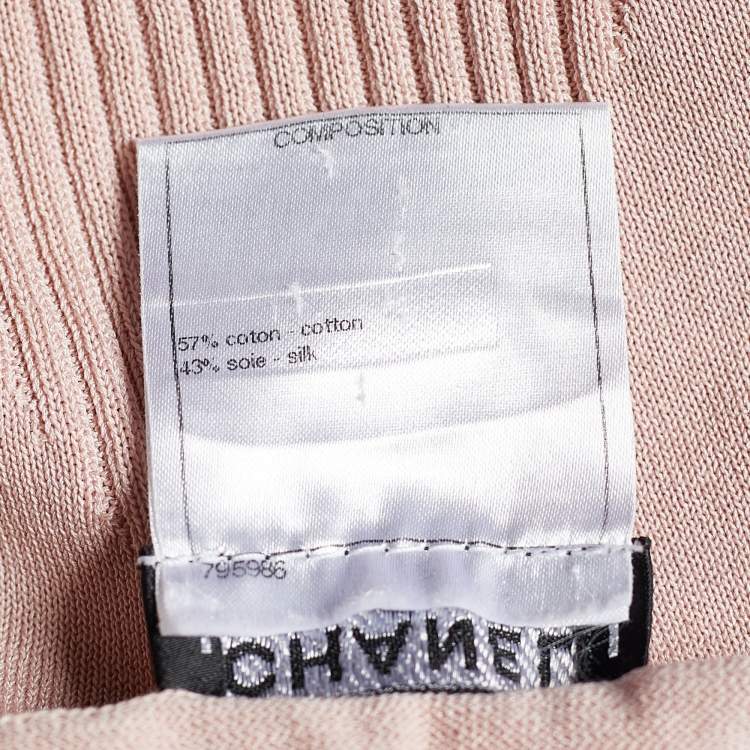 COMPOSITION
57% coton - cotton
43% soie - silk
795986
CHANEL